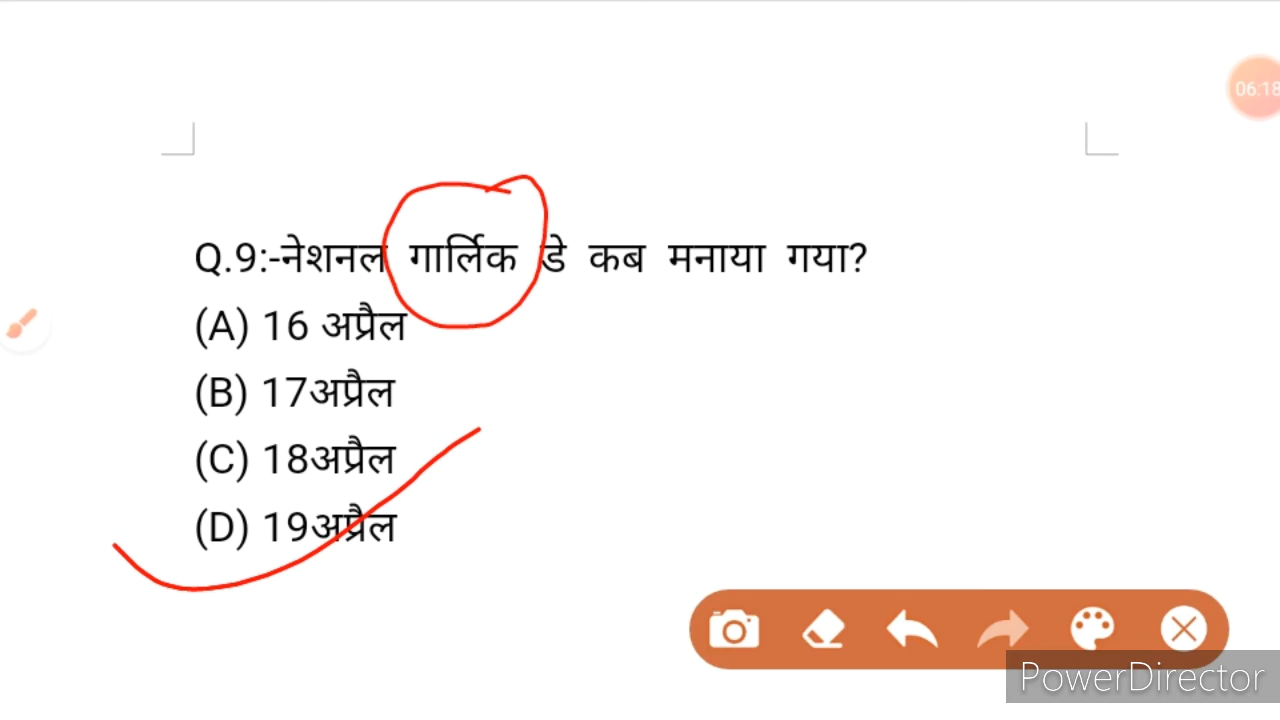 06:18
Q.9:-नेशनल गार्लिक डे कब मनाया गया?
(A) 16 अप्रैल
(B) 17अप्रैल
(C) 18अप्रैल
(D) 19अप्रैल
PowerDirector